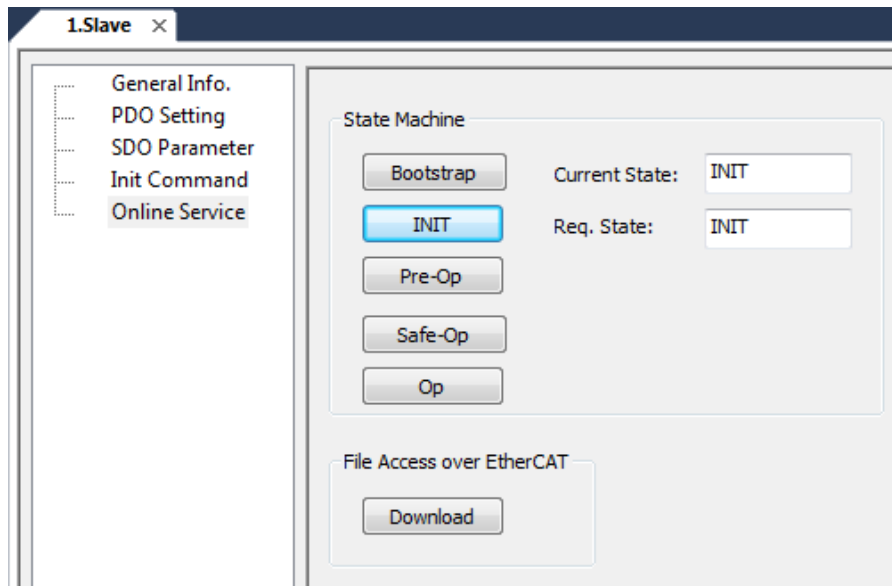 1.Slave
General Info.
PDO Setting
SDO Parameter
Init Command
Online Service
State Machine
Bootstrap
Current State: INIT
INIT
Req. State: INIT
Pre-Op
Safe-Op
Op
File Access over EtherCAT
Download